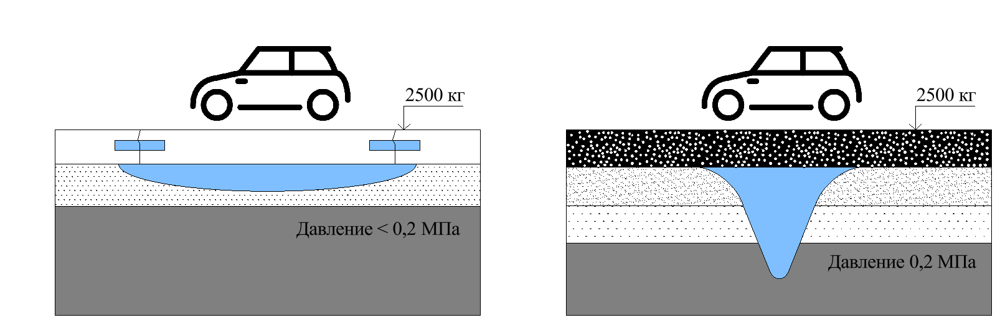 2500 кг
2500 кг
Давление < 0,2 МПа
Давление 0,2 МПа